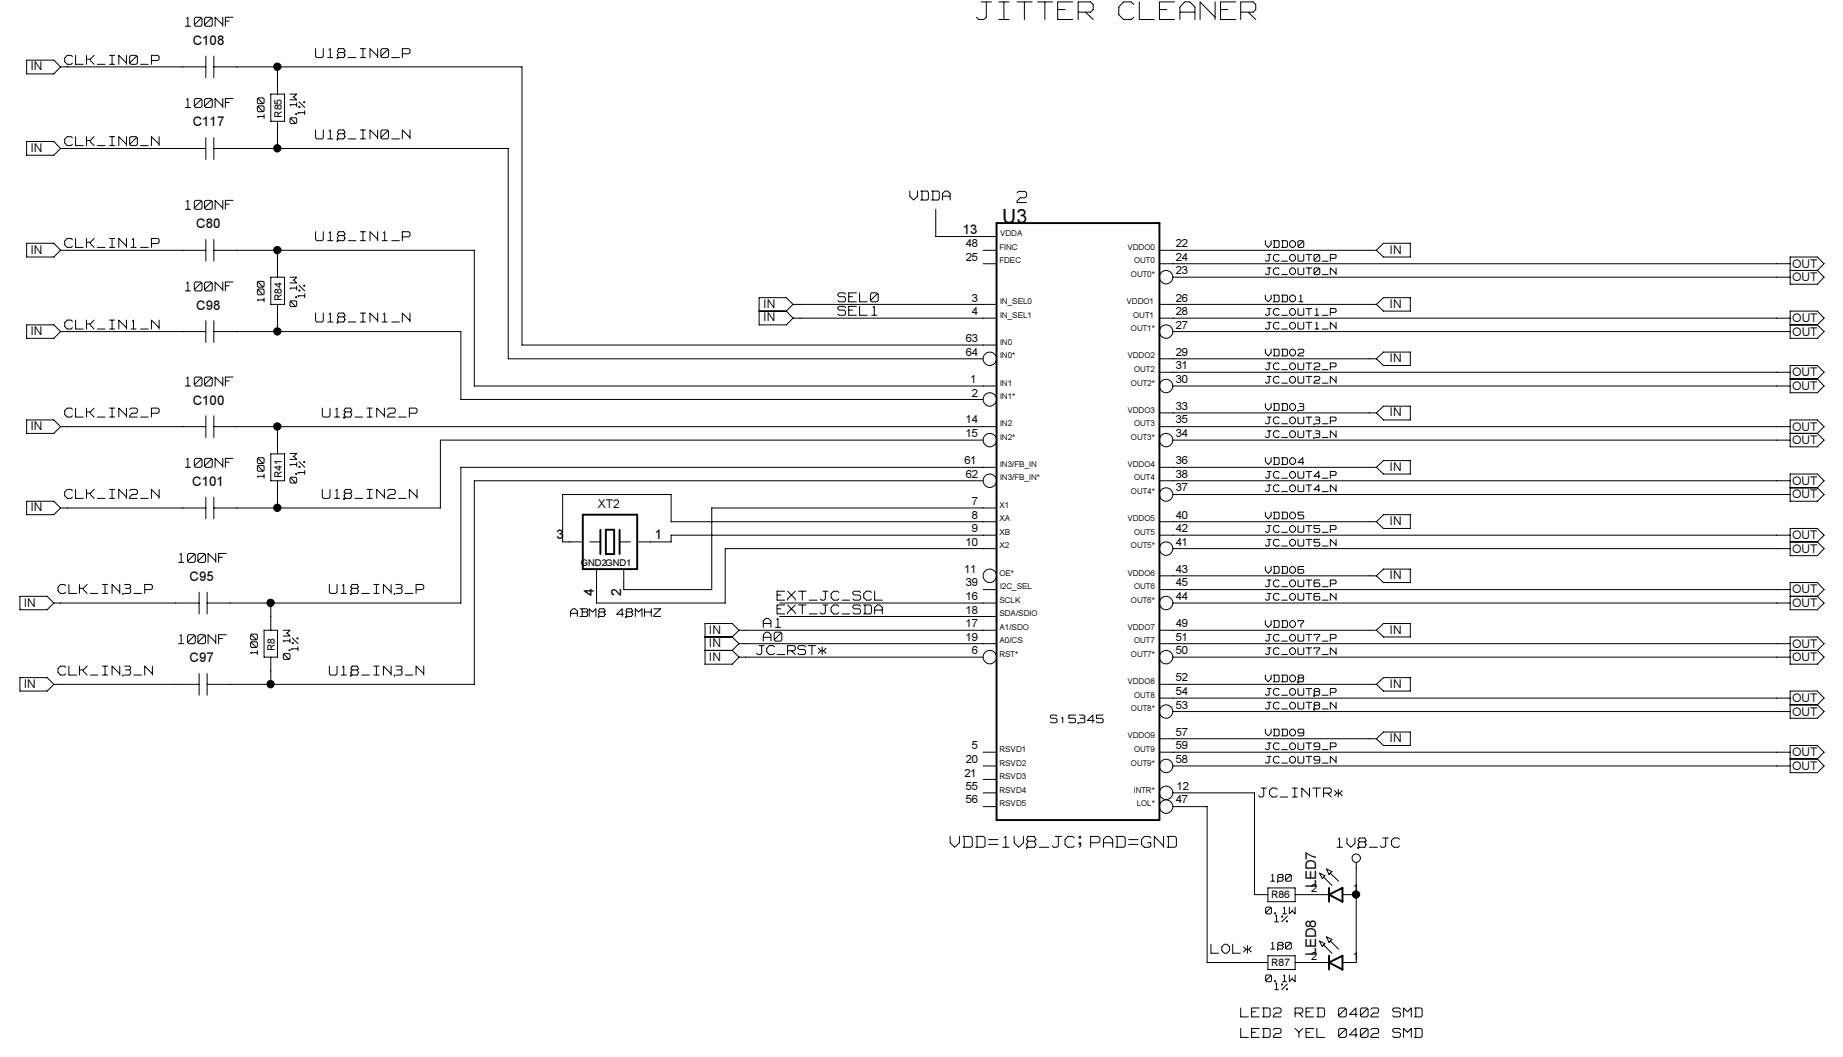 JITTER CLEANER
100NF
C108
IN CLK_IN0_P U18_IN0_P
100 R85 0.1W 1%
100NF
C117
IN CLK_IN0_N U18_IN0_N
100NF
C80
IN CLK_IN1_P U18_IN1_P
100 R84 0.1W 1%
100NF
C98
IN CLK_IN1_N U18_IN1_N
100NF
C100
IN CLK_IN2_P U18_IN2_P
100 R41 0.1W 1%
100NF
C101
IN CLK_IN2_N U18_IN2_N
100NF
C95
IN CLK_IN3_P U18_IN3_P
100 R8 0.1W 1%
100NF
C97
IN CLK_IN3_N U18_IN3_N
XT2
3 1
GND2 GND1
4 2
ABM8 48MHZ
VDDA
2
U3
13 VDDA
48 FINC
25 FDEC
IN SEL0 3 IN_SEL0
IN SEL1 4 IN_SEL1
63 IN0
64 IN0*
1 IN1
2 IN1*
14 IN2
15 IN2*
61 IN3/FB_IN
62 IN3/FB_IN*
7 X1
8 XA
9 XB
10 X2
11 OE*
39 I2C_SEL
EXT_JC_SCL 16 SCLK
EXT_JC_SDA 18 SDA/SDIO
IN A1 17 A1/SDO
IN A0 19 A0/CS
IN JC_RST* 6 RST*
Si5345
5 RSVD1
20 RSVD2
21 RSVD3
55 RSVD4
56 RSVD5
VDDO0 22 VDDO0 IN
OUT0 24 JC_OUT0_P OUT
OUT0* 23 JC_OUT0_N OUT
VDDO1 26 VDDO1 IN
OUT1 28 JC_OUT1_P OUT
OUT1* 27 JC_OUT1_N OUT
VDDO2 29 VDDO2 IN
OUT2 31 JC_OUT2_P OUT
OUT2* 30 JC_OUT2_N OUT
VDDO3 33 VDDO3 IN
OUT3 35 JC_OUT3_P OUT
OUT3* 34 JC_OUT3_N OUT
VDDO4 36 VDDO4 IN
OUT4 38 JC_OUT4_P OUT
OUT4* 37 JC_OUT4_N OUT
VDDO5 40 VDDO5 IN
OUT5 42 JC_OUT5_P OUT
OUT5* 41 JC_OUT5_N OUT
VDDO6 43 VDDO6 IN
OUT6 45 JC_OUT6_P OUT
OUT6* 44 JC_OUT6_N OUT
VDDO7 49 VDDO7 IN
OUT7 51 JC_OUT7_P OUT
OUT7* 50 JC_OUT7_N OUT
VDDO8 52 VDDO8 IN
OUT8 54 JC_OUT8_P OUT
OUT8* 53 JC_OUT8_N OUT
VDDO9 57 VDDO9 IN
OUT9 59 JC_OUT9_P OUT
OUT9* 58 JC_OUT9_N OUT
INTR* 12 JC_INTR*
LOL* 47
VDD=1V8_JC; PAD=GND
1V8_JC
LED7
180
R86 2 1
0.1W
1%
LED8
LOL* 180
R87 2 1
0.1W
1%
LED2 RED 0402 SMD
LED2 YEL 0402 SMD